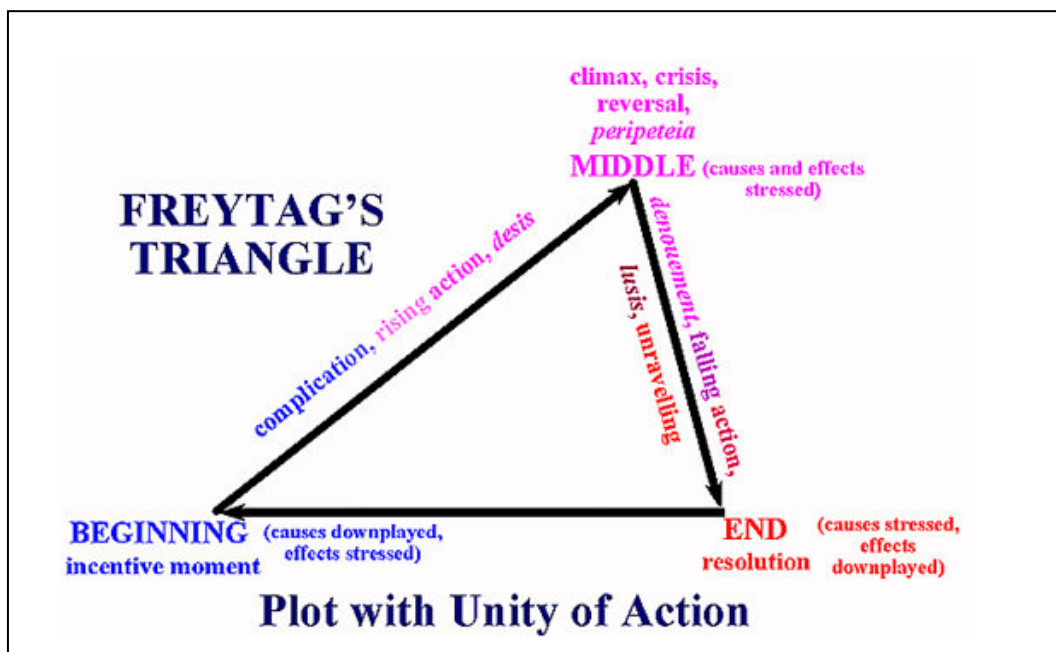 climax, crisis,
reversal,
peripeteia
MIDDLE (causes and effects
stressed)
FREYTAG’S
TRIANGLE
complication, rising action, desis
denouement, falling action,
lusis, unravelling
BEGINNING (causes downplayed,
effects stressed)
incentive moment
END (causes stressed,
effects
downplayed)
resolution
Plot with Unity of Action